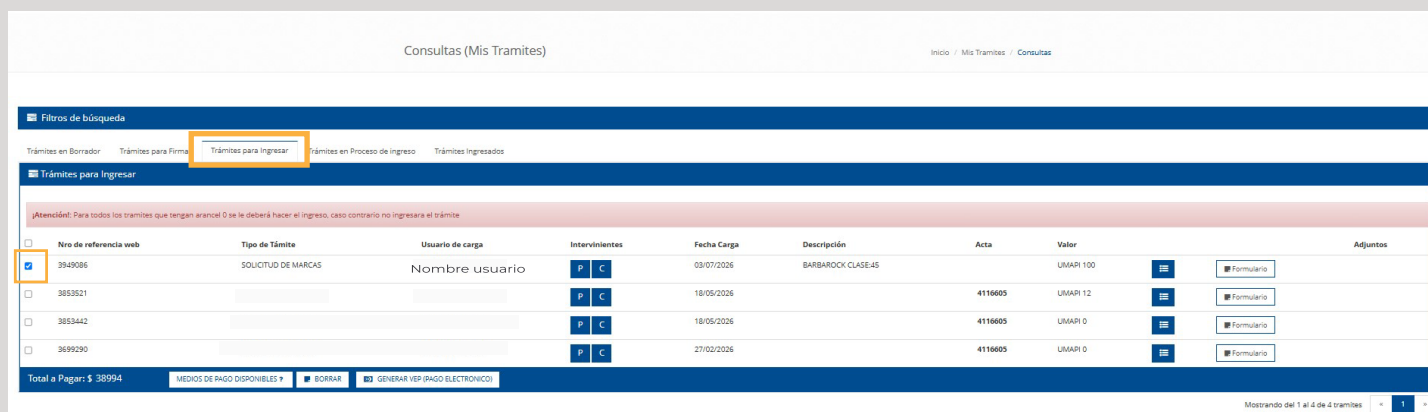 Consultas (Mis Tramites)
Inicio / Mis Tramites / Consultas
Filtros de búsqueda
Trámites en Borrador Trámites para Firma Trámites para Ingresar Trámites en Proceso de ingreso Trámites Ingresados
Trámites para Ingresar
¡Atención!: Para todos los tramites que tengan arancel 0 se le deberá hacer el ingreso, caso contrario no ingresara el trámite
Nro de referencia web Tipo de Támite Usuario de carga Intervinientes Fecha Carga Descripción Acta Valor Adjuntos
3949086 SOLICITUD DE MARCAS Nombre usuario P C 03/07/2026 BARBAROCK CLASE:45 UMAPI 100 Formulario
3853521 P C 18/05/2026 4116605 UMAPI 12 Formulario
3853442 P C 18/05/2026 4116605 UMAPI 0 Formulario
3699290 P C 27/02/2026 4116605 UMAPI 0 Formulario
Total a Pagar: $ 38994 MEDIOS DE PAGO DISPONIBLES ? BORRAR GENERAR VEP (PAGO ELECTRONICO)
Mostrando del 1 al 4 de 4 tramites « 1 »